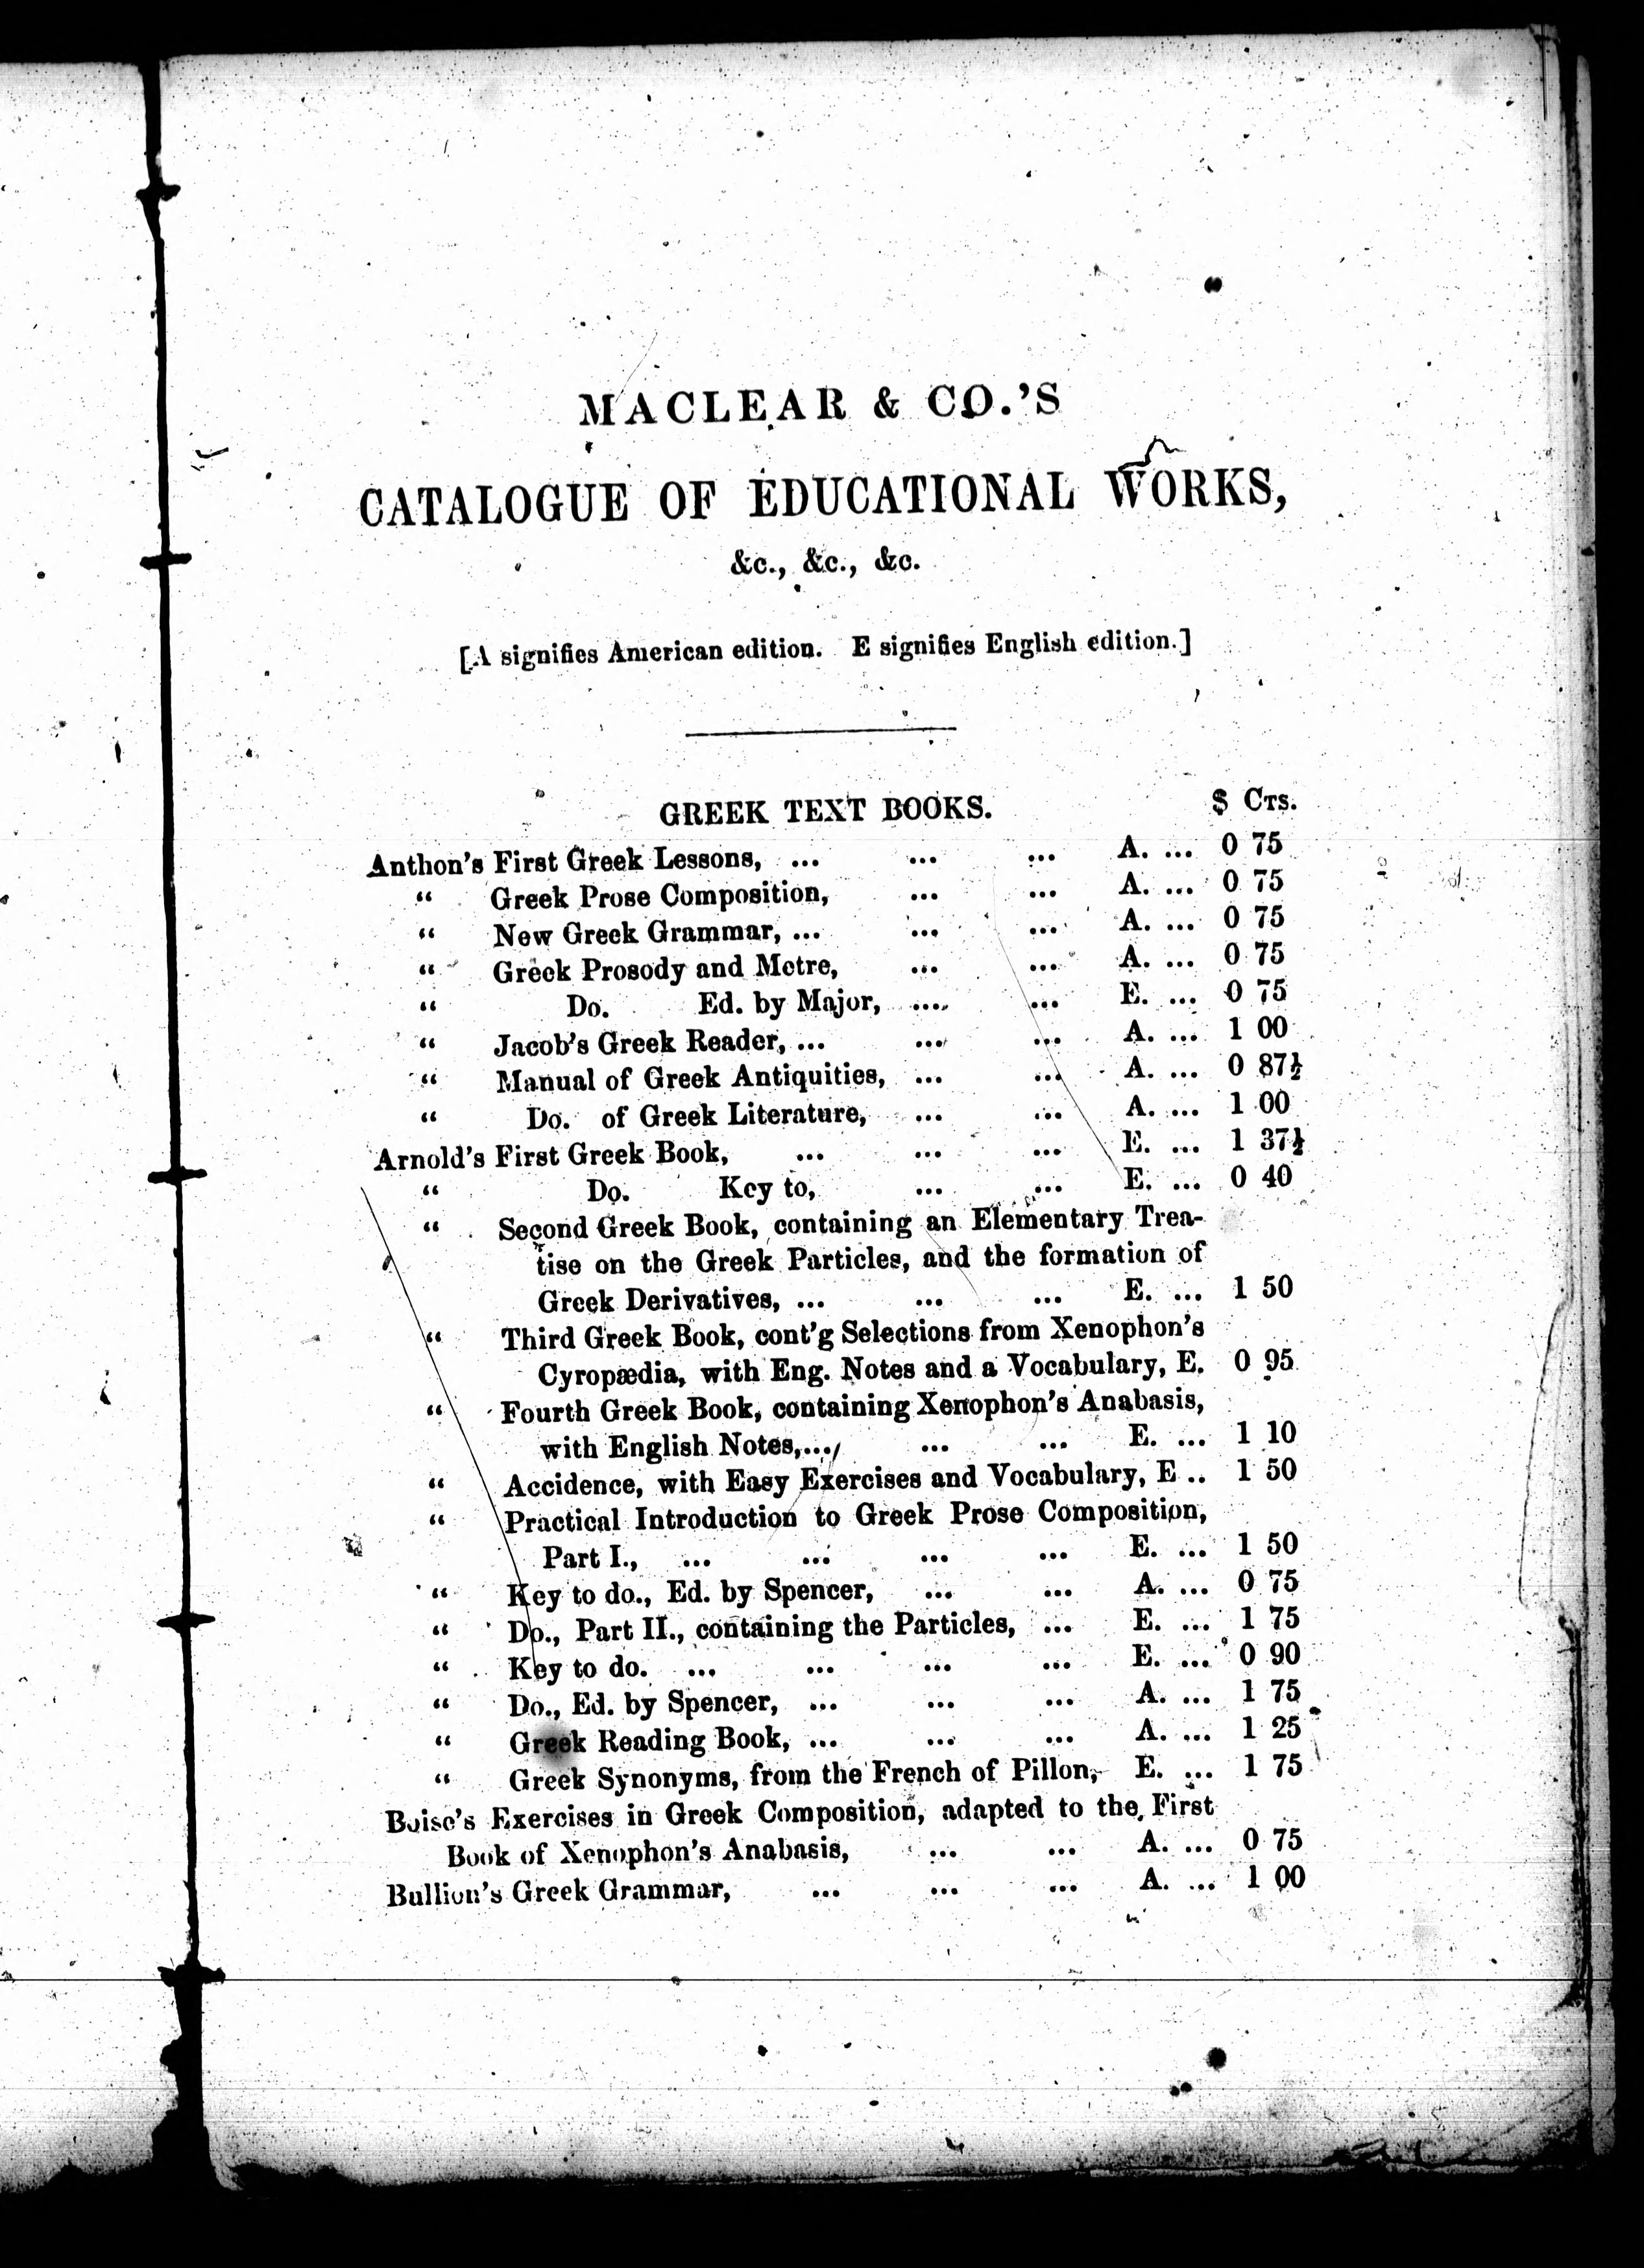 MACLEAR & CO.'S
CATALOGUE OF EDUCATIONAL WORKS,
&c., &c., &c.
[A signifies American edition. E signifies English edition.]
GREEK TEXT BOOKS. $ CTS.
Anthon's First Greek Lessons, ... ... ... A. ... 0 75
“ Greek Prose Composition, ... ... A. ... 0 75
“ New Greek Grammar, ... ... ... A. ... 0 75
“ Greek Prosody and Metre, ... ... A. ... 0 75
“ Do. Ed. by Major, .... ... E. ... 0 75
“ Jacob's Greek Reader, ... ... ... A. ... 1 00
“ Manual of Greek Antiquities, ... ... A. ... 0 87½
“ Do. of Greek Literature, ... ... A. ... 1 00
Arnold's First Greek Book, ... ... ... E. ... 1 37½
“ Do. Key to, ... ... E. ... 0 40
“ Second Greek Book, containing an Elementary Trea-
tise on the Greek Particles, and the formation of
Greek Derivatives, ... ... ... E. ... 1 50
“ Third Greek Book, cont'g Selections from Xenophon's
Cyropædia, with Eng. Notes and a Vocabulary, E. 0 95
“ Fourth Greek Book, containing Xenophon's Anabasis,
with English Notes,... ... ... E. ... 1 10
“ Accidence, with Easy Exercises and Vocabulary, E .. 1 50
“ Practical Introduction to Greek Prose Composition,
Part I., ... ... ... ... E. ... 1 50
“ Key to do., Ed. by Spencer, ... ... A. ... 0 75
“ Do., Part II., containing the Particles, ... E. ... 1 75
“ Key to do. ... ... ... ... E. ... 0 90
“ Do., Ed. by Spencer, ... ... ... A. ... 1 75
“ Greek Reading Book, ... ... ... A. ... 1 25
“ Greek Synonyms, from the French of Pillon, E. ... 1 75
Boise's Exercises in Greek Composition, adapted to the First
Book of Xenophon's Anabasis, ... ... A. ... 0 75
Bullion's Greek Grammar, ... ... ... A. ... 1 00